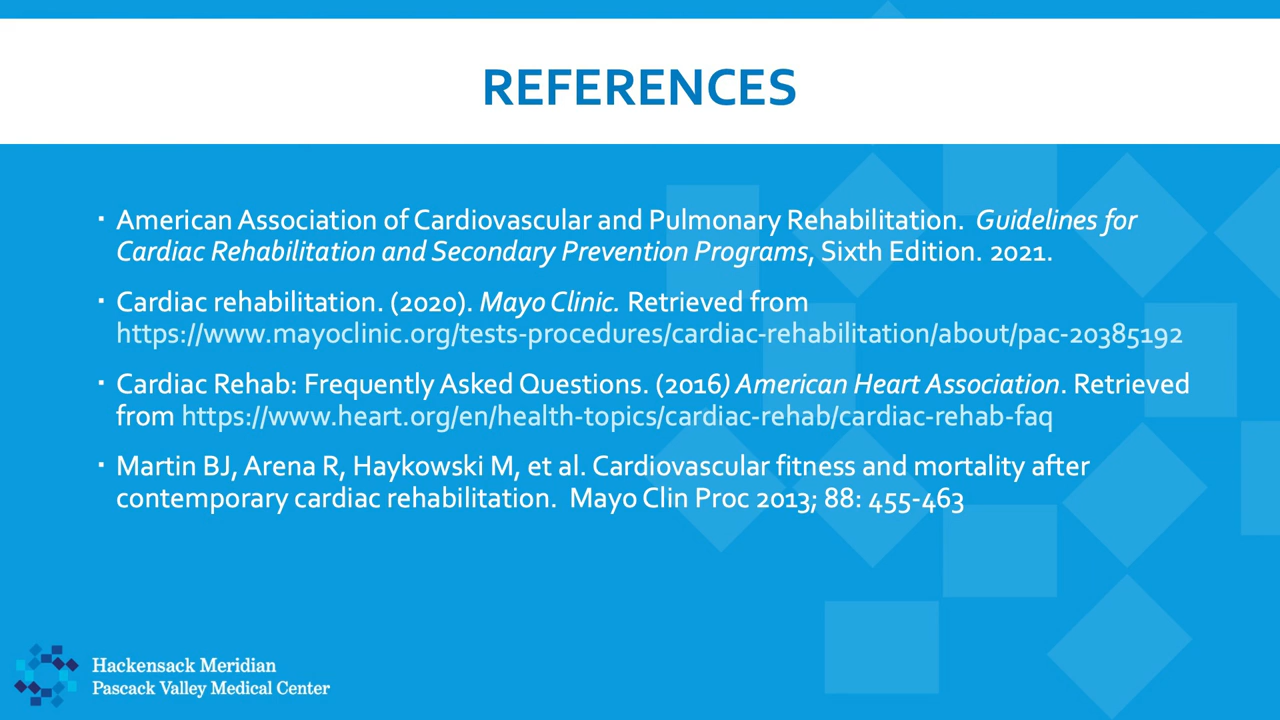 REFERENCES
▪ American Association of Cardiovascular and Pulmonary Rehabilitation. Guidelines for
Cardiac Rehabilitation and Secondary Prevention Programs, Sixth Edition. 2021.
▪ Cardiac rehabilitation. (2020). Mayo Clinic. Retrieved from
https://www.mayoclinic.org/tests-procedures/cardiac-rehabilitation/about/pac-20385192
▪ Cardiac Rehab: Frequently Asked Questions. (2016) American Heart Association. Retrieved
from https://www.heart.org/en/health-topics/cardiac-rehab/cardiac-rehab-faq
▪ Martin BJ, Arena R, Haykowski M, et al. Cardiovascular fitness and mortality after
contemporary cardiac rehabilitation. Mayo Clin Proc 2013; 88: 455-463
Hackensack Meridian
Pascack Valley Medical Center